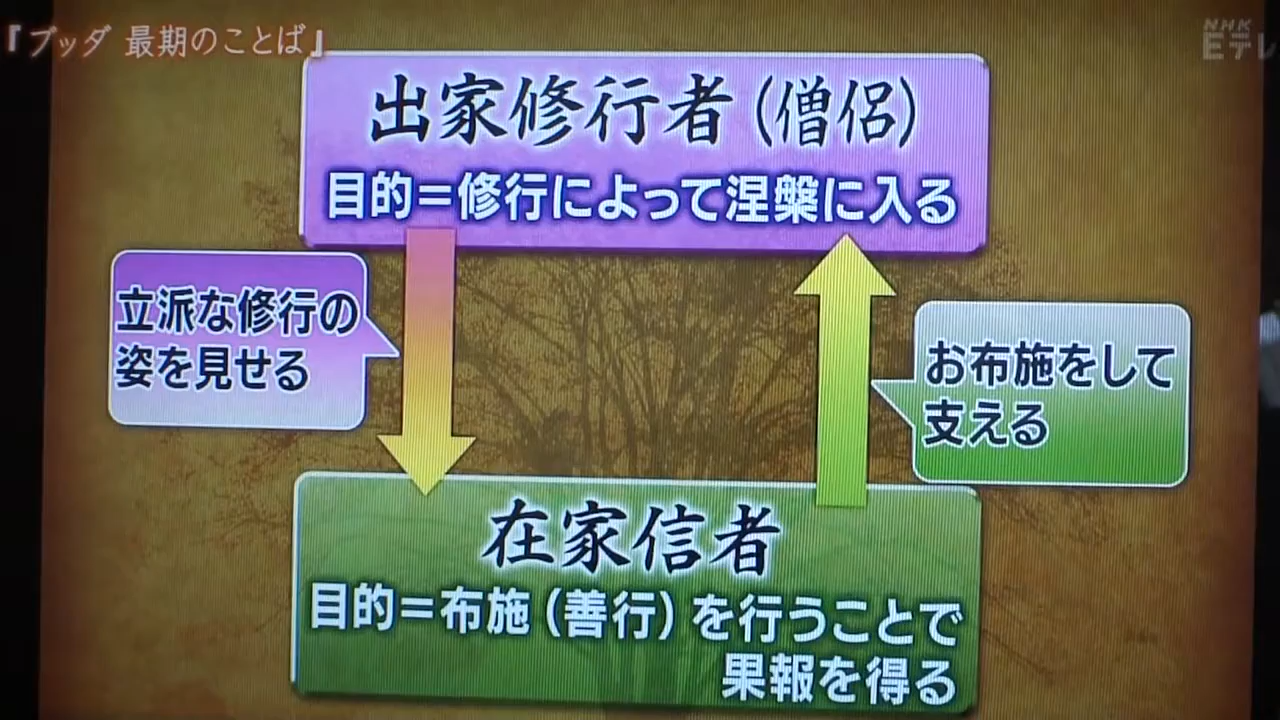 『ブッダ 最期のことば』
NHK
Eテレ
出家修行者(僧侶)
目的=修行によって涅槃に入る
立派な修行の
姿を見せる
お布施をして
支える
在家信者
目的=布施(善行)を行うことで
果報を得る